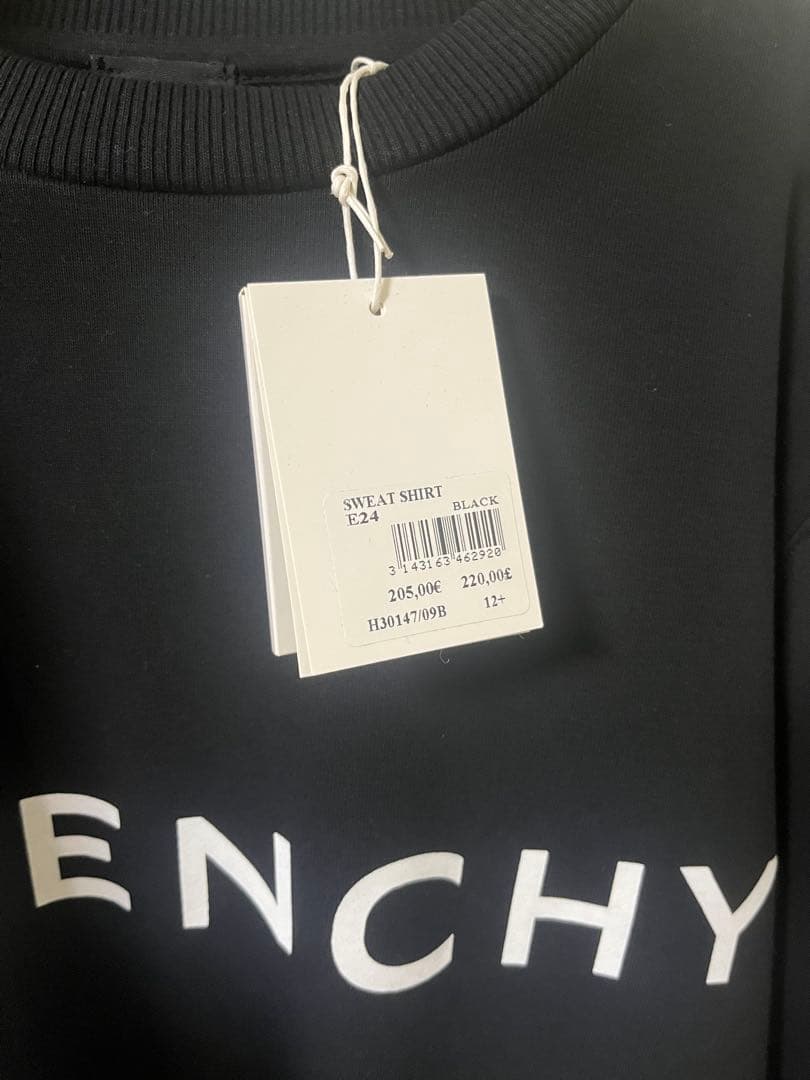 SWEAT SHIRT
E24 BLACK
3 143163 462920
205,00€ 220,00£
H30147/09B 12+
ENCHY